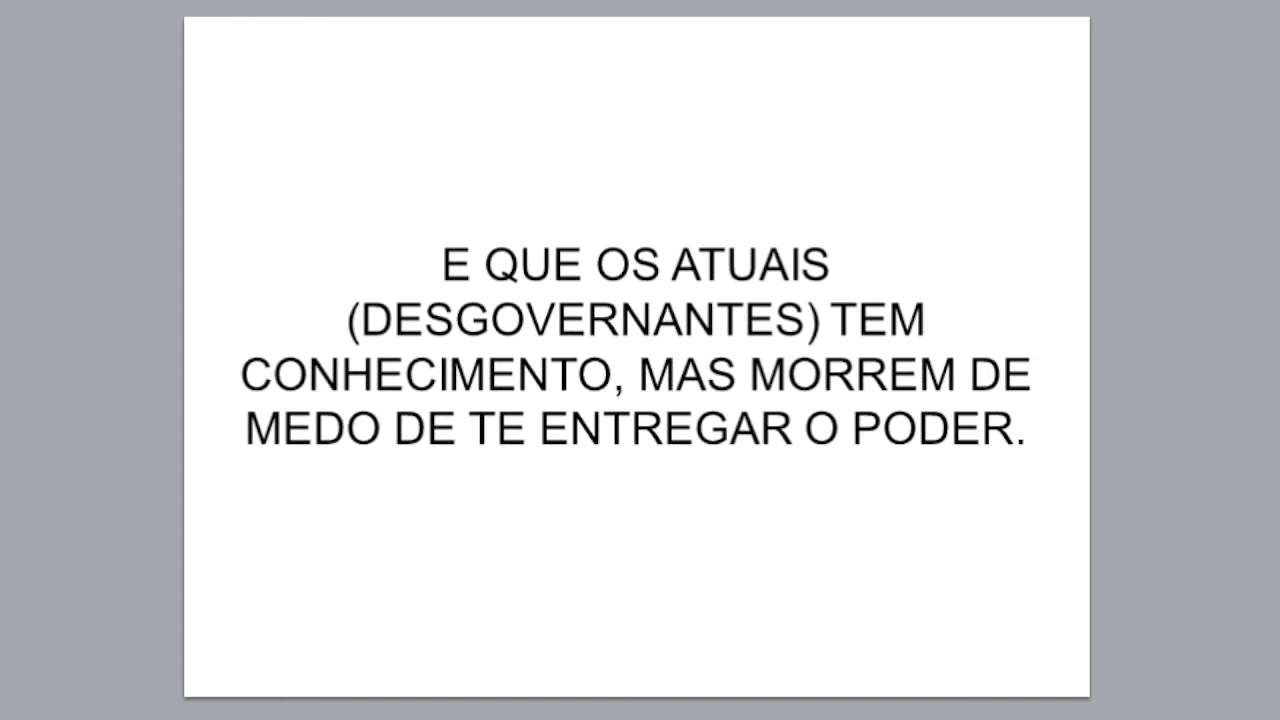 E QUE OS ATUAIS
(DESGOVERNANTES) TEM
CONHECIMENTO, MAS MORREM DE
MEDO DE TE ENTREGAR O PODER.